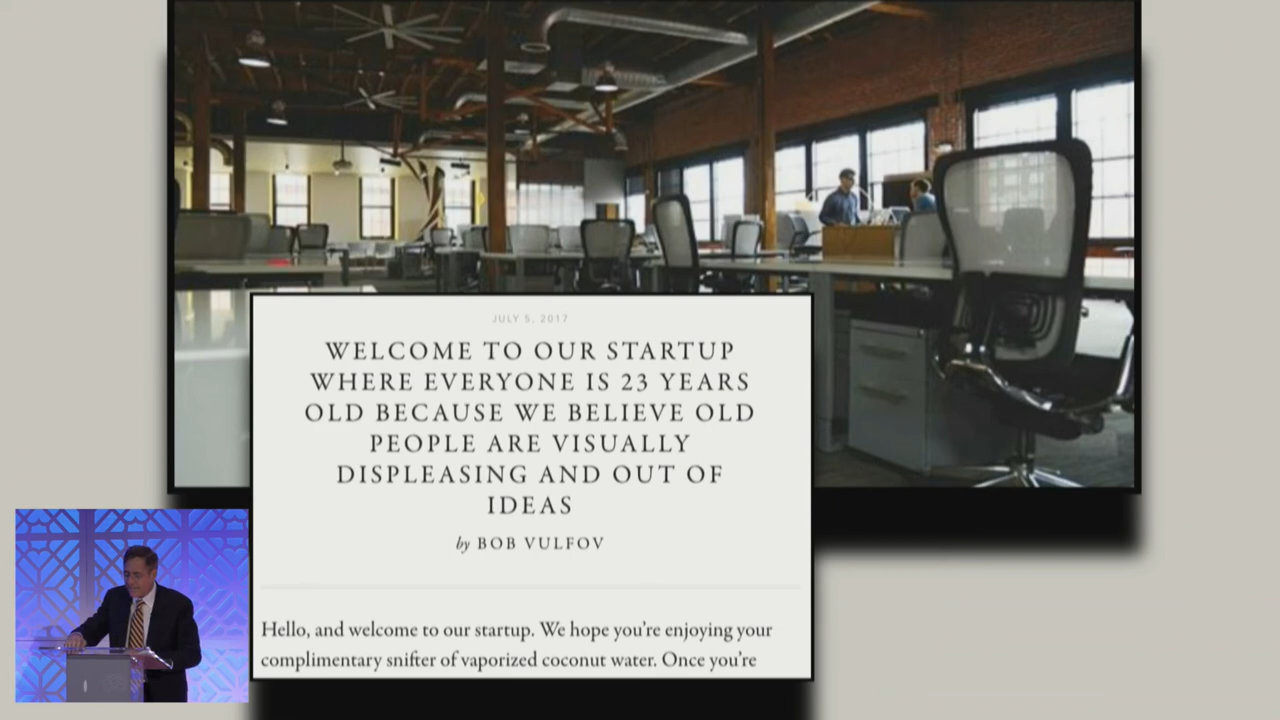 JULY 5, 2017
WELCOME TO OUR STARTUP
WHERE EVERYONE IS 23 YEARS
OLD BECAUSE WE BELIEVE OLD
PEOPLE ARE VISUALLY
DISPLEASING AND OUT OF
IDEAS
by BOB VULFOV
Hello, and welcome to our startup. We hope you’re enjoying your
complimentary snifter of vaporized coconut water. Once you’re